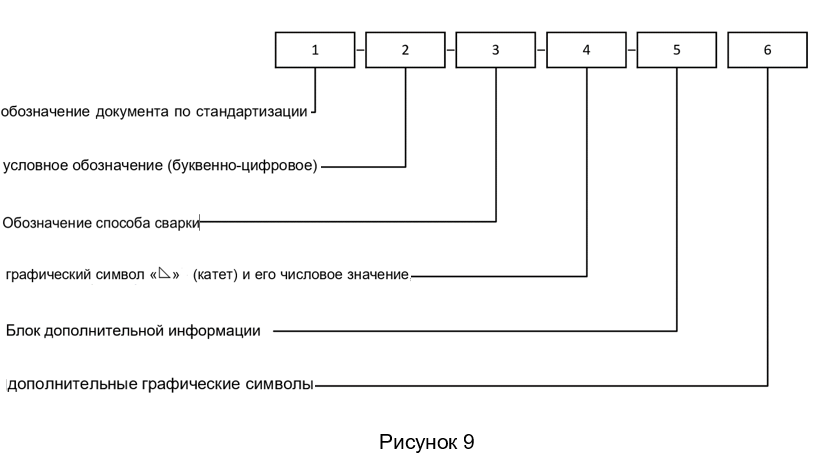 1 – 2 – 3 – 4 – 5 6
обозначение документа по стандартизации
условное обозначение (буквенно-цифровое)
Обозначение способа сварки
графический символ «◺» (катет) и его числовое значение
Блок дополнительной информации
дополнительные графические символы
Рисунок 9